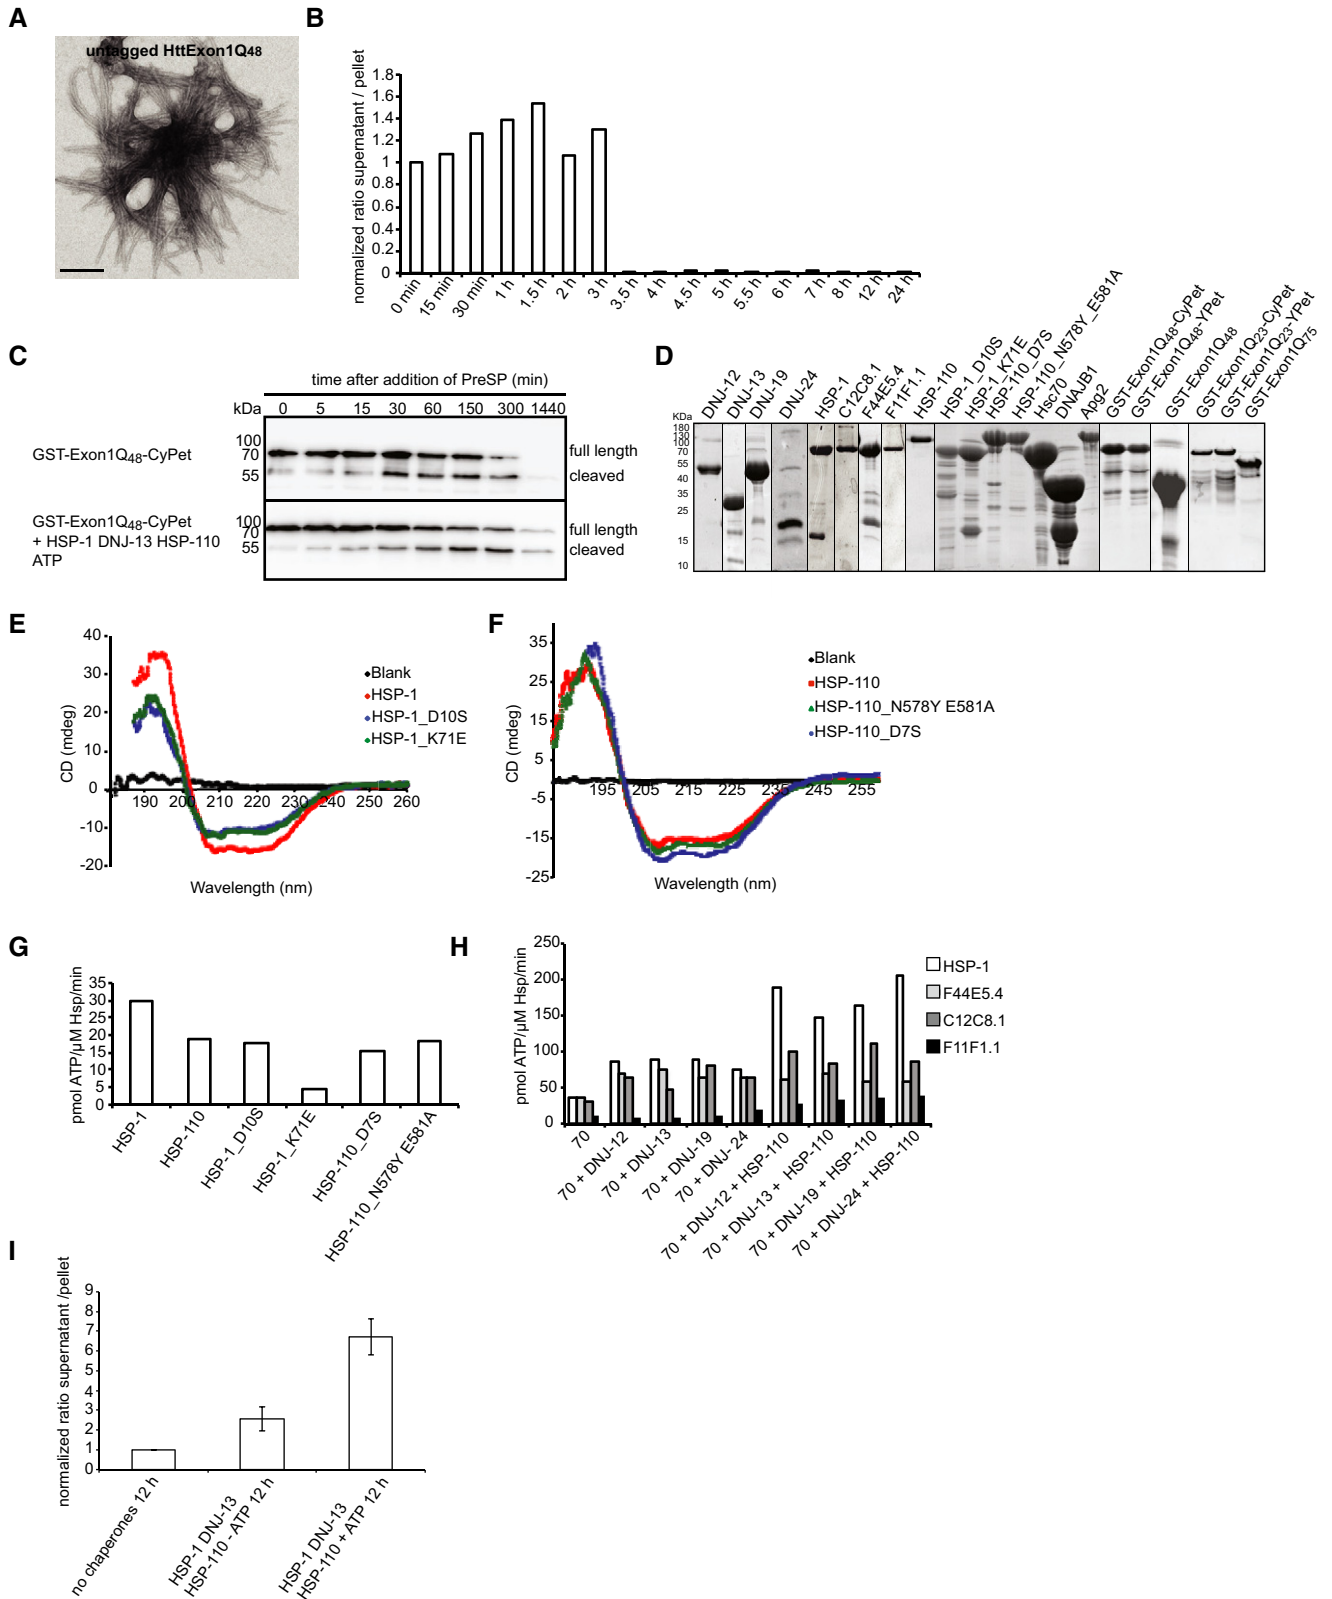 A
untagged HttExon1Q48
B
normalized ratio supernatant / pellet
1.8
1.6
1.4
1.2
1
0.8
0.6
0.4
0.2
0
0 min
15 min
30 min
1 h
1.5 h
2 h
3 h
3.5 h
4 h
4.5 h
5 h
5.5 h
6 h
7 h
8 h
12 h
24 h
C
time after addition of PreSP (min)
kDa 0 5 15 30 60 150 300 1440
GST-Exon1Q48-CyPet
100
70
55
full length
cleaved
GST-Exon1Q48-CyPet
+ HSP-1 DNJ-13 HSP-110
ATP
100
70
55
full length
cleaved
D
DNJ-12
DNJ-13
DNJ-19
DNJ-24
HSP-1
C12C8.1
F44E5.4
F11F1.1
HSP-110
HSP-1_D10S
HSP-1_K71E
HSP-110_D7S
HSP-110_N578Y_E581A
Hsc70
DNAJB1
Apg2
GST-Exon1Q48-CyPet
GST-Exon1Q48-YPet
GST-Exon1Q48
GST-Exon1Q23-CyPet
GST-Exon1Q23-YPet
GST-Exon1Q75
KDa
180
130
100
70
55
40
35
25
15
10
E
CD (mdeg)
40
30
20
10
0
-10
-20
190 200 210 220 230 240 250 260
Wavelength (nm)
Blank
HSP-1
HSP-1_D10S
HSP-1_K71E
F
CD (mdeg)
35
25
15
5
-5
-15
-25
195 205 215 225 235 245 255
Wavelength (nm)
Blank
HSP-110
HSP-110_N578Y E581A
HSP-110_D7S
G
pmol ATP/µM Hsp/min
35
30
25
20
15
10
5
0
HSP-1
HSP-110
HSP-1_D10S
HSP-1_K71E
HSP-110_D7S
HSP-110_N578Y E581A
H
pmol ATP/µM Hsp/min
250
200
150
100
50
0
70
70 + DNJ-12
70 + DNJ-13
70 + DNJ-19
70 + DNJ-24
70 + DNJ-12 + HSP-110
70 + DNJ-13 + HSP-110
70 + DNJ-19 + HSP-110
70 + DNJ-24 + HSP-110
HSP-1
F44E5.4
C12C8.1
F11F1.1
I
normalized ratio supernatant /pellet
9
8
7
6
5
4
3
2
1
0
no chaperones 12 h
HSP-1 DNJ-13
HSP-110 - ATP 12 h
HSP-1 DNJ-13
HSP-110 + ATP 12 h